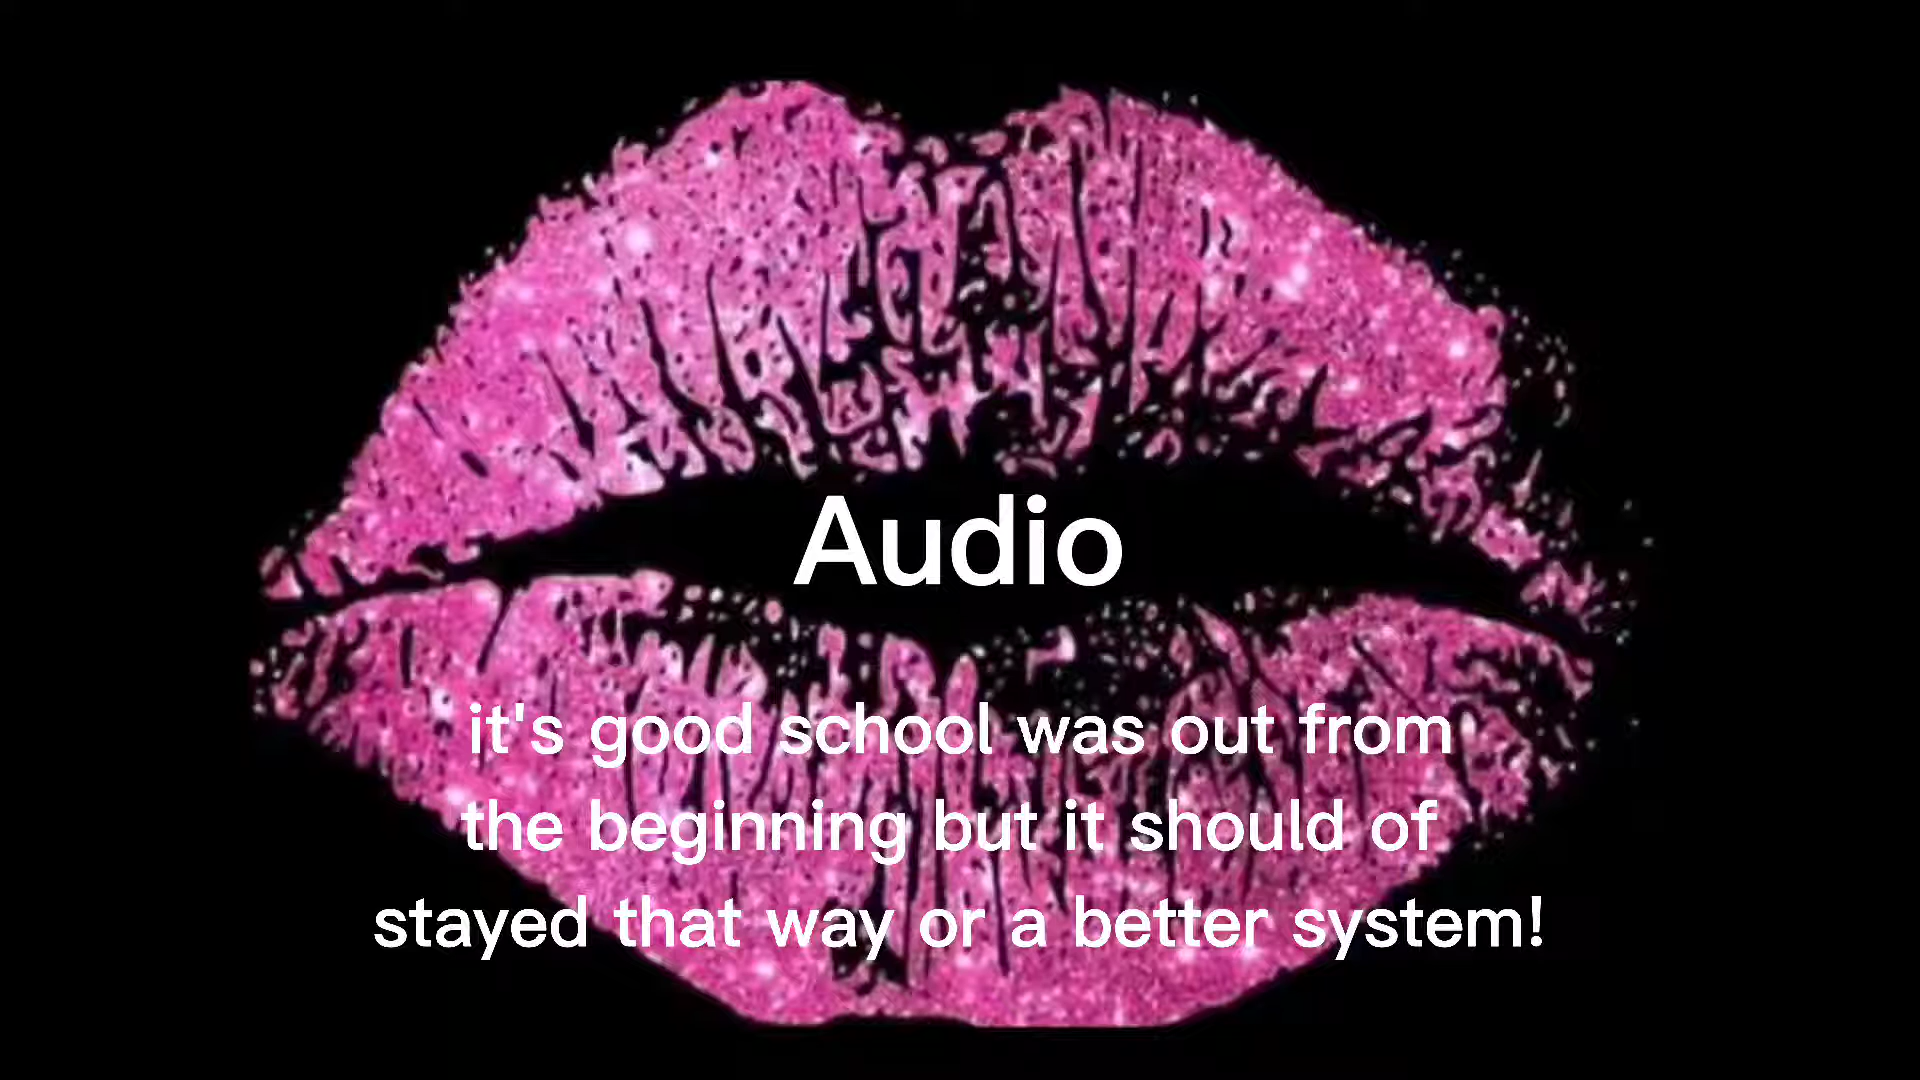 Audio
it's good school was out from
the beginning but it should of
stayed that way or a better system!